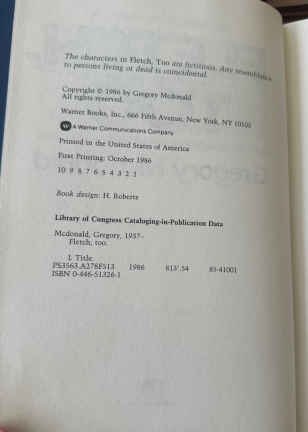 The characters in Fletch, Too are fictitious. Any resemblance
to persons living or dead is coincidental.
Copyright © 1986 by Gregory Mcdonald
All rights reserved.
Warner Books, Inc., 666 Fifth Avenue, New York, NY 10103
W A Warner Communications Company
Printed in the United States of America
First Printing: October 1986
10 9 8 7 6 5 4 3 2 1
Book design: H. Roberts
Library of Congress Cataloging-in-Publication Data
Mcdonald, Gregory, 1937-
Fletch, too.
I. Title.
PS3563.A278F513 1986 813'.54 85-41001
ISBN 0-446-51326-1